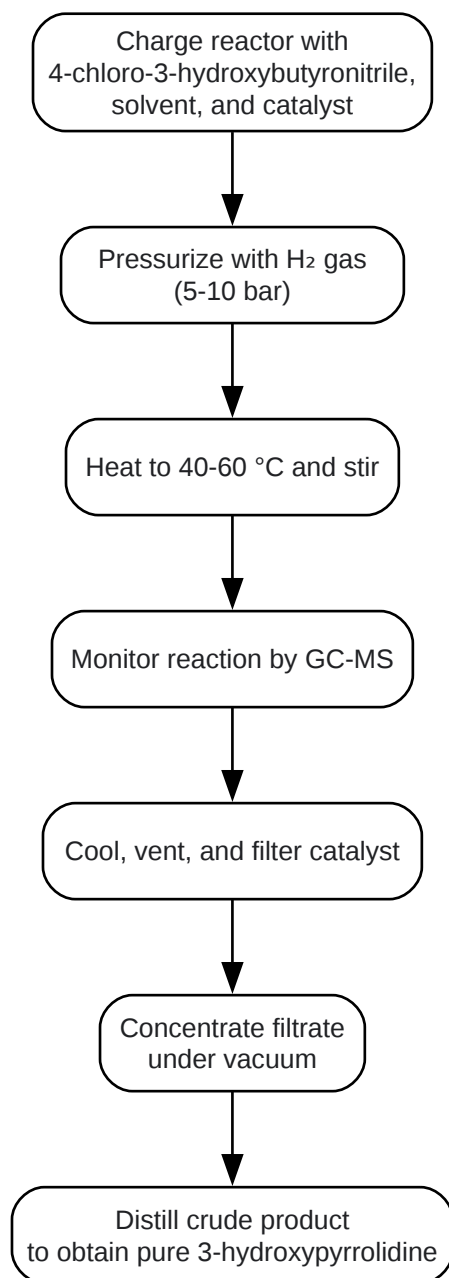 Charge reactor with
4-chloro-3-hydroxybutyronitrile,
solvent, and catalyst
Pressurize with H₂ gas
(5-10 bar)
Heat to 40-60 °C and stir
Monitor reaction by GC-MS
Cool, vent, and filter catalyst
Concentrate filtrate
under vacuum
Distill crude product
to obtain pure 3-hydroxypyrrolidine